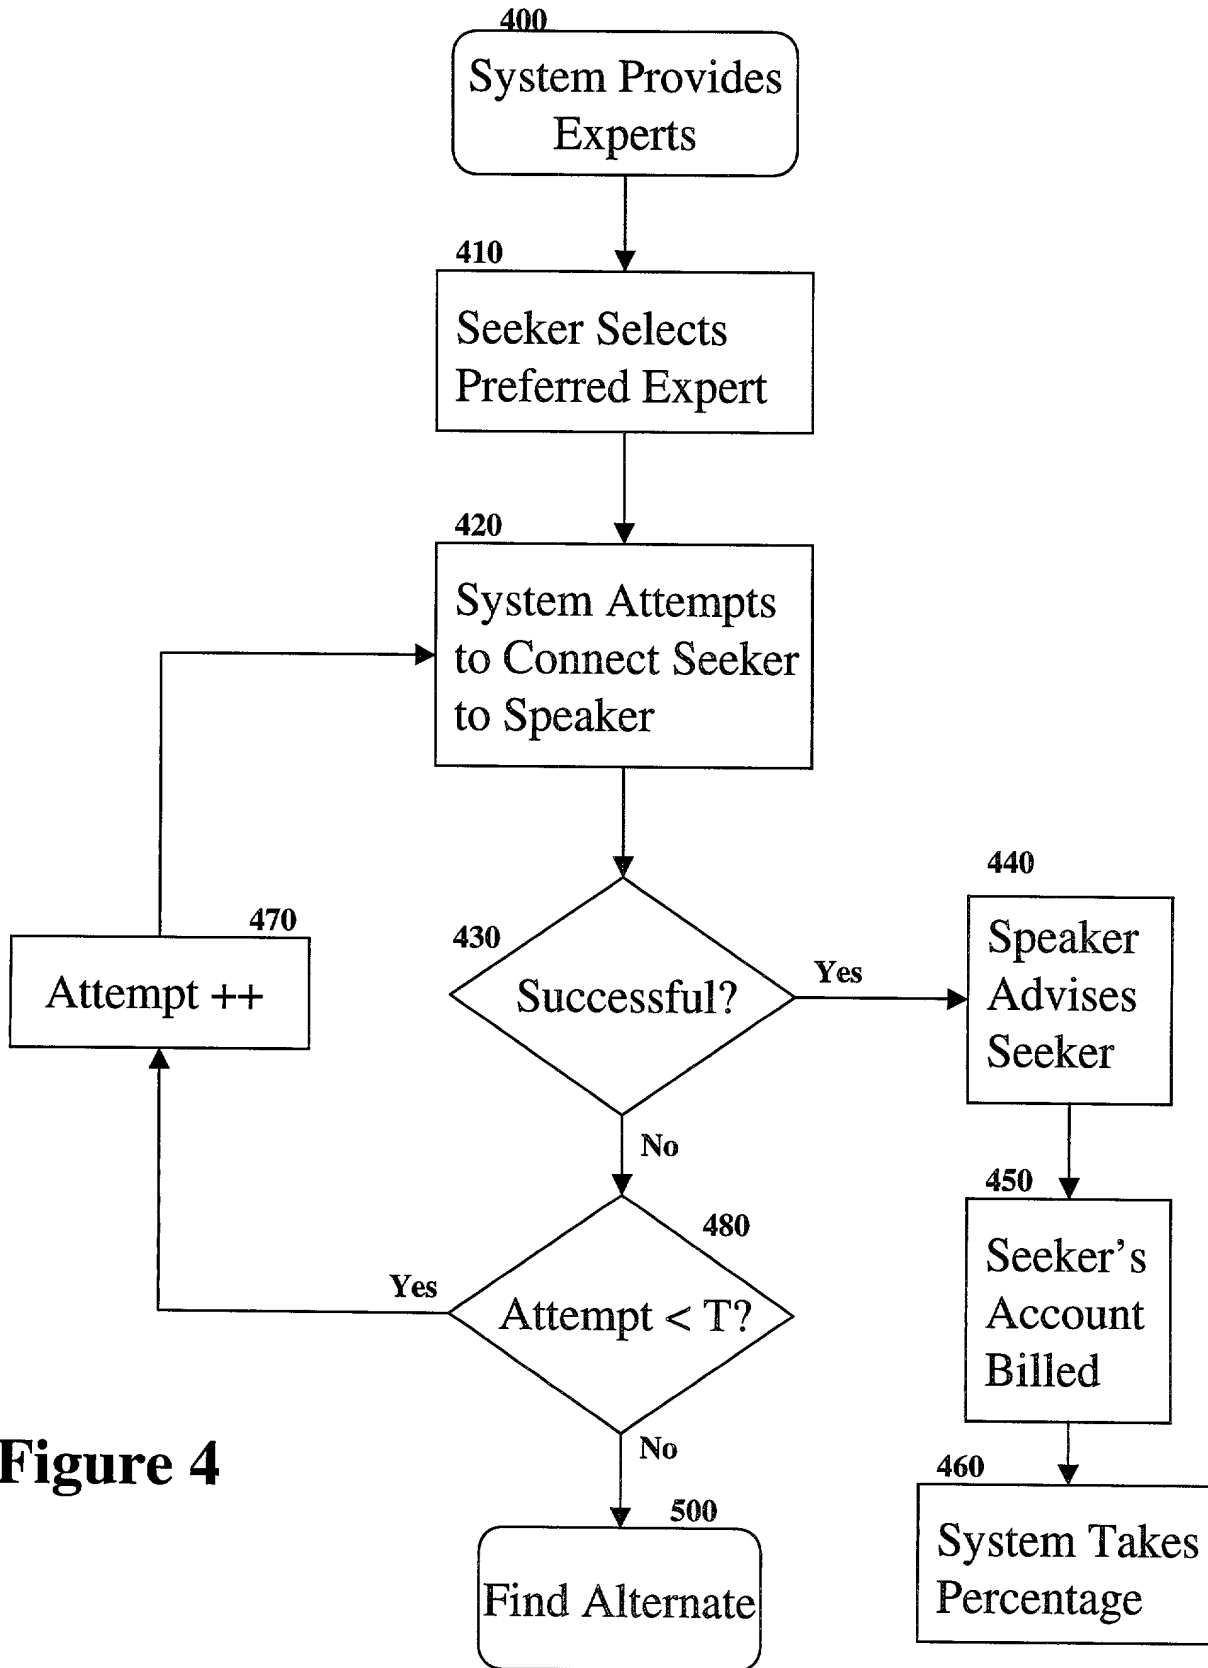 400
System Provides
Experts
410
Seeker Selects
Preferred Expert
420
System Attempts
to Connect Seeker
to Speaker
430
Successful?
Yes
440
Speaker
Advises
Seeker
470
Attempt ++
No
450
Seeker's
Account
Billed
480
Attempt < T?
Yes
No
460
System Takes
Percentage
500
Find Alternate
Figure 4